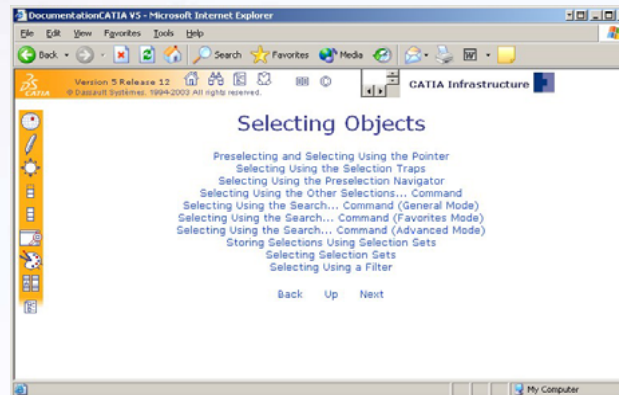 DocumentationCATIA V5 - Microsoft Internet Explorer
File Edit View Favorites Tools Help
Back Search Favorites Media
CATIA
Version 5 Release 12
© Dassault Systèmes, 1994-2003 All rights reserved.
CATIA Infrastructure
Selecting Objects
Preselecting and Selecting Using the Pointer
Selecting Using the Selection Traps
Selecting Using the Preselection Navigator
Selecting Using the Other Selections... Command
Selecting Using the Search... Command (General Mode)
Selecting Using the Search... Command (Favorites Mode)
Selecting Using the Search... Command (Advanced Mode)
Storing Selections Using Selection Sets
Selecting Selection Sets
Selecting Using a Filter
Back Up Next
My Computer